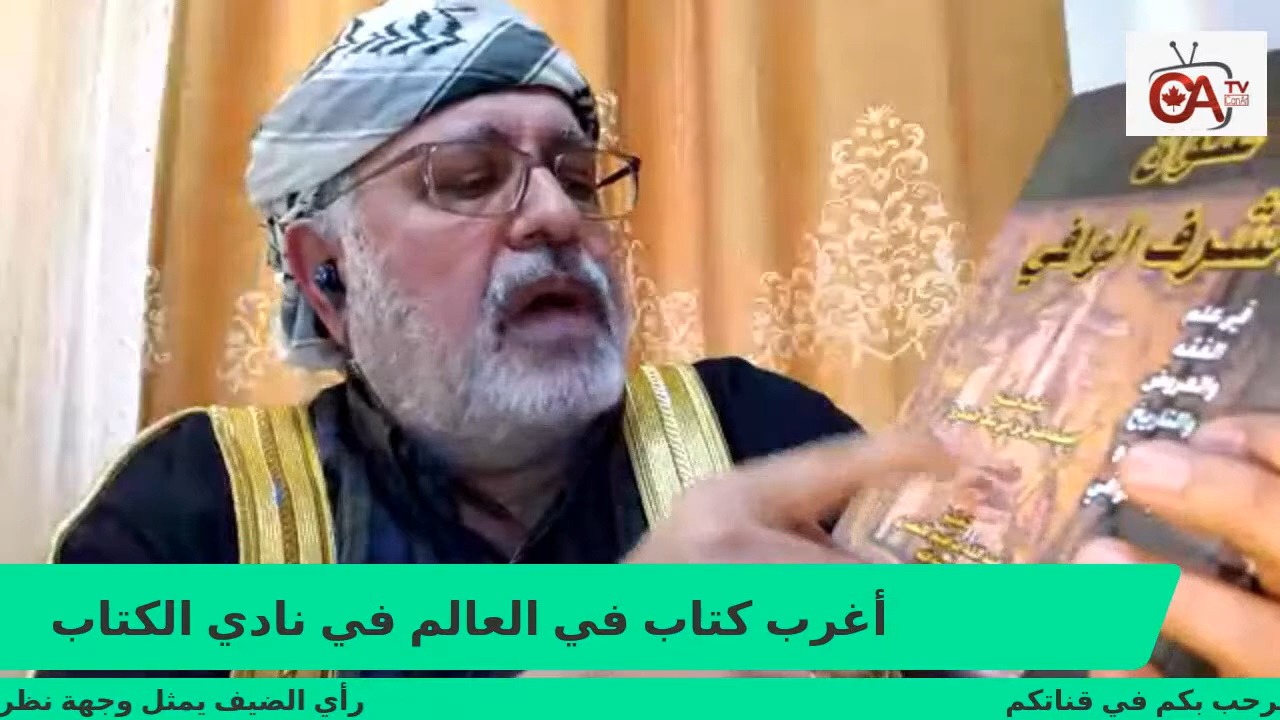 CA TV
عنوان
الشرف الوافي
في علم
الفقه
والعروض
والتاريخ
و
أغرب كتاب في العالم في نادي الكتاب
رأي الضيف يمثل وجهة نظر
نرحب بكم في قناتكم